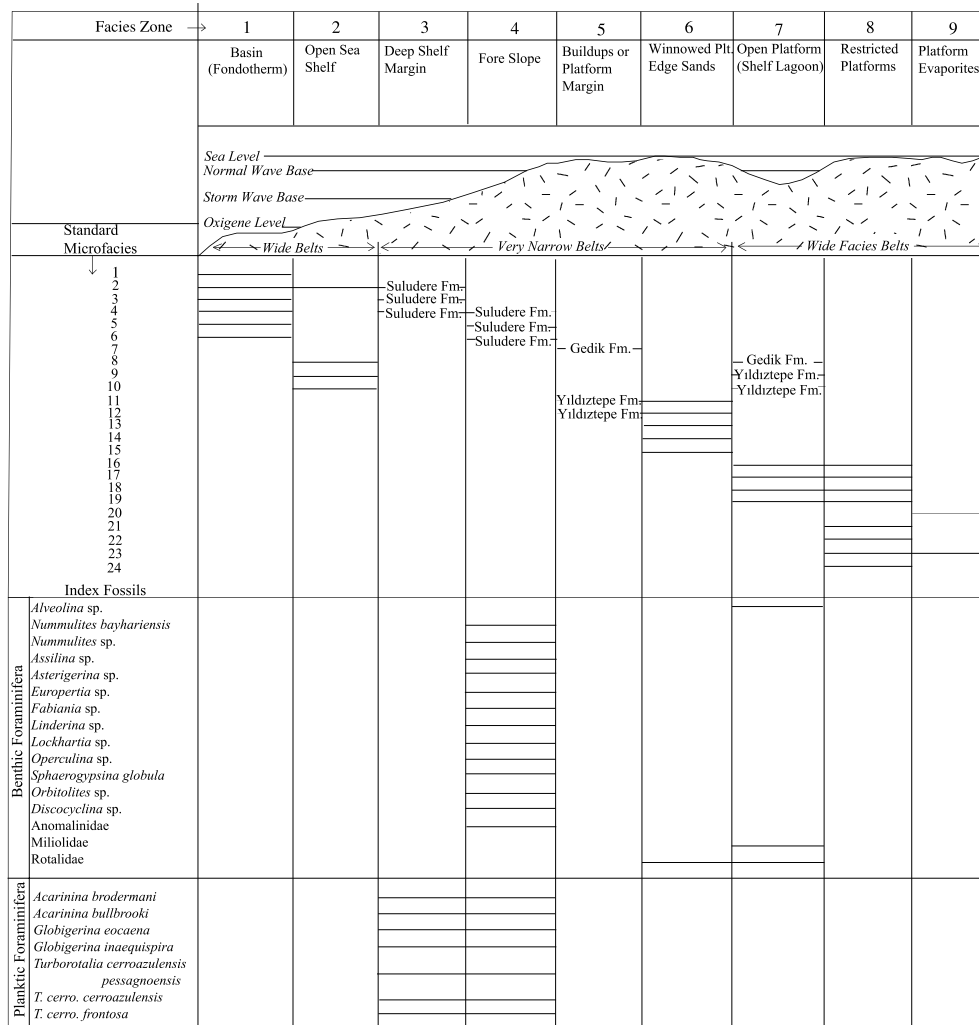 Facies Zone → 1 2 3 4 5 6 7 8 9
Basin Open Sea Deep Shelf Fore Slope Buildups or Winnowed Plt. Open Platform Restricted Platform
(Fondotherm) Shelf Margin Platform Edge Sands (Shelf Lagoon) Platforms Evaporites
Margin
Sea Level
Normal Wave Base
Storm Wave Base
Oxigene Level
Standard
Microfacies Wide Belts Very Narrow Belts Wide Facies Belts
1
2 Suludere Fm.
3 Suludere Fm.
4 Suludere Fm. Suludere Fm.
5 Suludere Fm.
6 Suludere Fm.
7 Gedik Fm.
8 Gedik Fm.
9 Yıldıztepe Fm.
10 Yıldıztepe Fm.
11 Yıldıztepe Fm.
12 Yıldıztepe Fm.
13
14
15
16
17
18
19
20
21
22
23
24
Index Fossils
Benthic Foraminifera
Alveolina sp.
Nummulites bayhariensis
Nummulites sp.
Assilina sp.
Asterigerina sp.
Europertia sp.
Fabiania sp.
Linderina sp.
Lockhartia sp.
Operculina sp.
Sphaerogypsina globula
Orbitolites sp.
Discocyclina sp.
Anomalinidae
Miliolidae
Rotalidae
Planktic Foraminifera
Acarinina brodermani
Acarinina bullbrooki
Globigerina eocaena
Globigerina inaequispira
Turborotalia cerroazulensis
pessagnoensis
T. cerro. cerroazulensis
T. cerro. frontosa